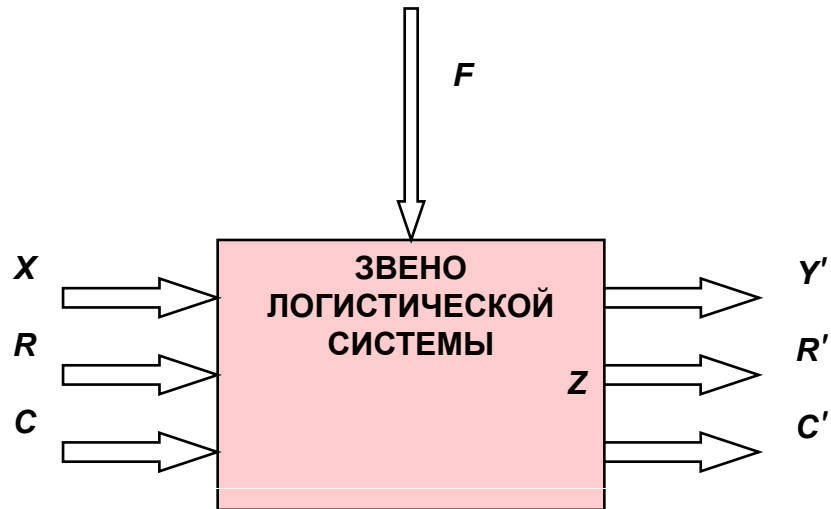 F
X
R
C
ЗВЕНО
ЛОГИСТИЧЕСКОЙ
СИСТЕМЫ
Z
Y′
R′
C′